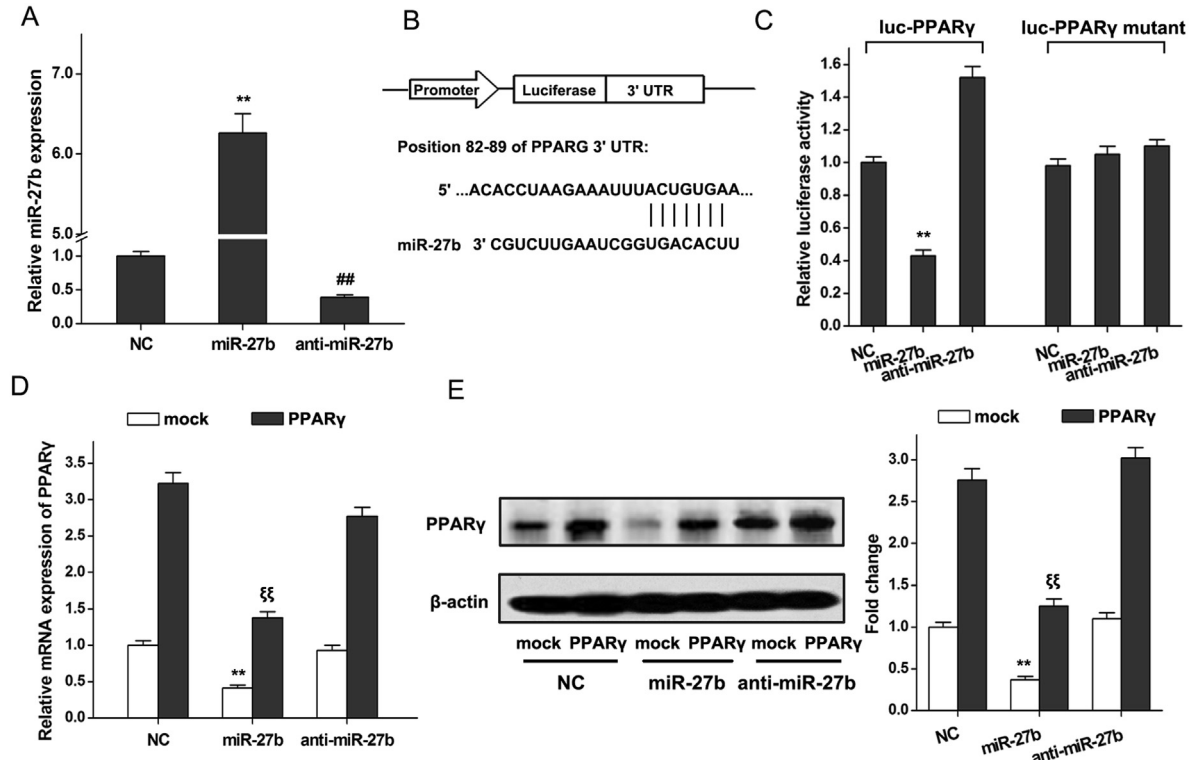 A
Relative miR-27b expression
7.0
6.0
5.0
1.0
0.5
0.0
**
##
NC miR-27b anti-miR-27b
B
Promoter Luciferase 3' UTR
Position 82-89 of PPARG 3' UTR:
5' ...ACACCUAAGAAAUUUACUGUGAA...
miR-27b 3' CGUCUUGAAUCGGUGACACUU
C
luc-PPARγ luc-PPARγ mutant
Relative luciferase activity
1.6
1.4
1.2
1.0
0.8
0.6
0.4
0.2
0.0
**
NC miR-27b anti-miR-27b NC miR-27b anti-miR-27b
D
mock PPARγ
Relative mRNA expression of PPARγ
3.5
3.0
2.5
2.0
1.5
1.0
0.5
0.0
**
ξξ
NC miR-27b anti-miR-27b
E
PPARγ
β-actin
mock PPARγ mock PPARγ mock PPARγ
NC miR-27b anti-miR-27b
mock PPARγ
Fold change
3.0
2.5
2.0
1.5
1.0
0.5
0.0
**
ξξ
NC miR-27b anti-miR-27b